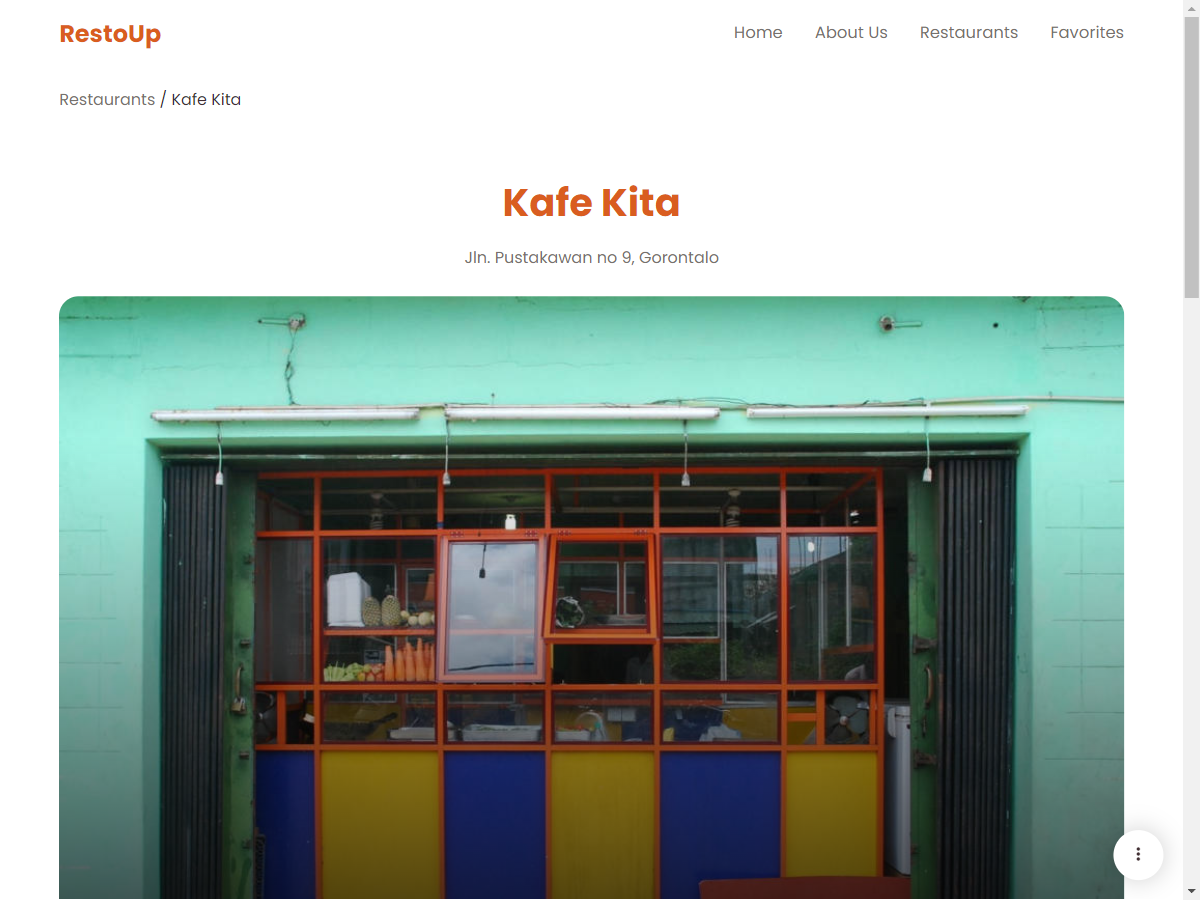 RestoUp
Home About Us Restaurants Favorites
Restaurants / Kafe Kita
Kafe Kita
Jln. Pustakawan no 9, Gorontalo